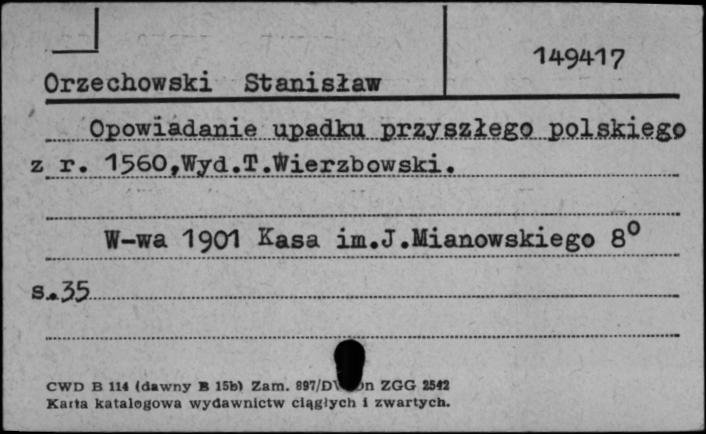 149417
Orzechowski Stanisław
Opowiadanie upadku przyszłego polskiego
z r. 1560,Wyd.T.Wierzbowski.
W-wa 1901 Kasa im.J.Mianowskiego 8°
s.35
CWD B 114 (dawny B 15b) Zam. 897/ ZGG 2542
Karta katalogowa wydawnictw ciągłych i zwartych.